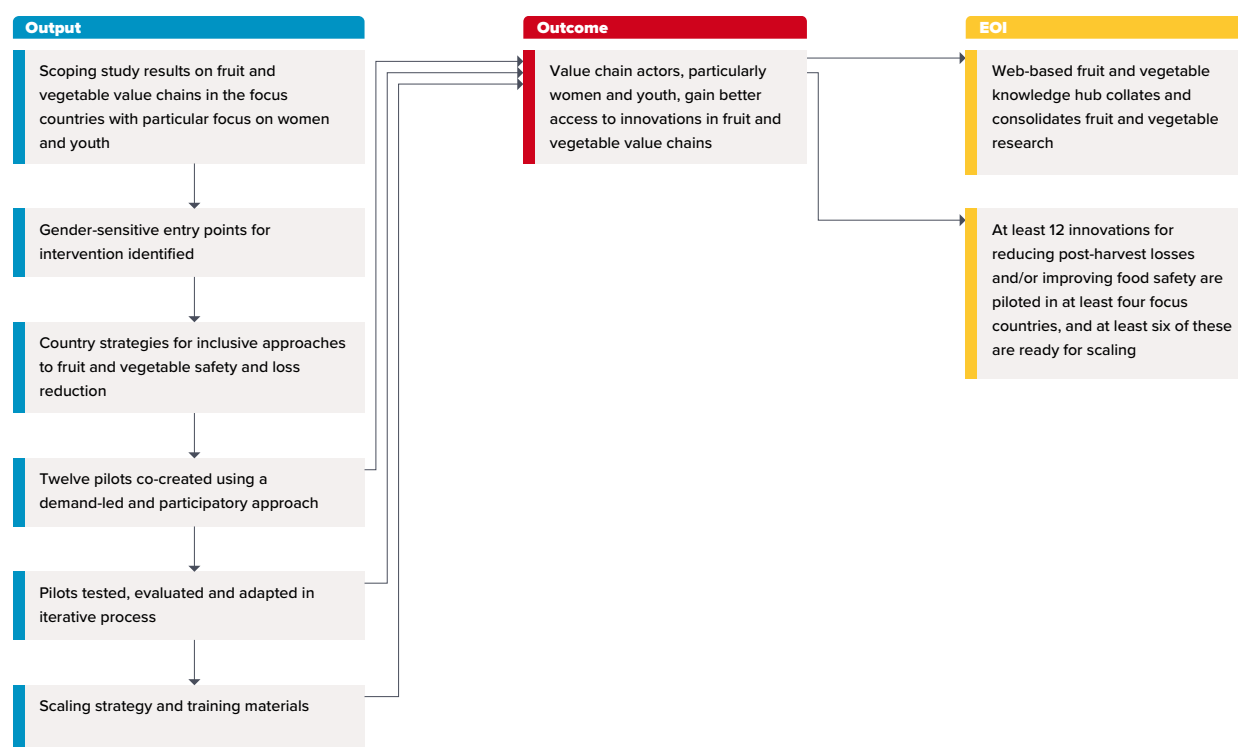 Output
Scoping study results on fruit and
vegetable value chains in the focus
countries with particular focus on women
and youth
Gender-sensitive entry points for
intervention identified
Country strategies for inclusive approaches
to fruit and vegetable safety and loss
reduction
Twelve pilots co-created using a
demand-led and participatory approach
Pilots tested, evaluated and adapted in
iterative process
Scaling strategy and training materials
Outcome
Value chain actors, particularly
women and youth, gain better
access to innovations in fruit and
vegetable value chains
EOI
Web-based fruit and vegetable
knowledge hub collates and
consolidates fruit and vegetable
research
At least 12 innovations for
reducing post-harvest losses
and/or improving food safety are
piloted in at least four focus
countries, and at least six of these
are ready for scaling